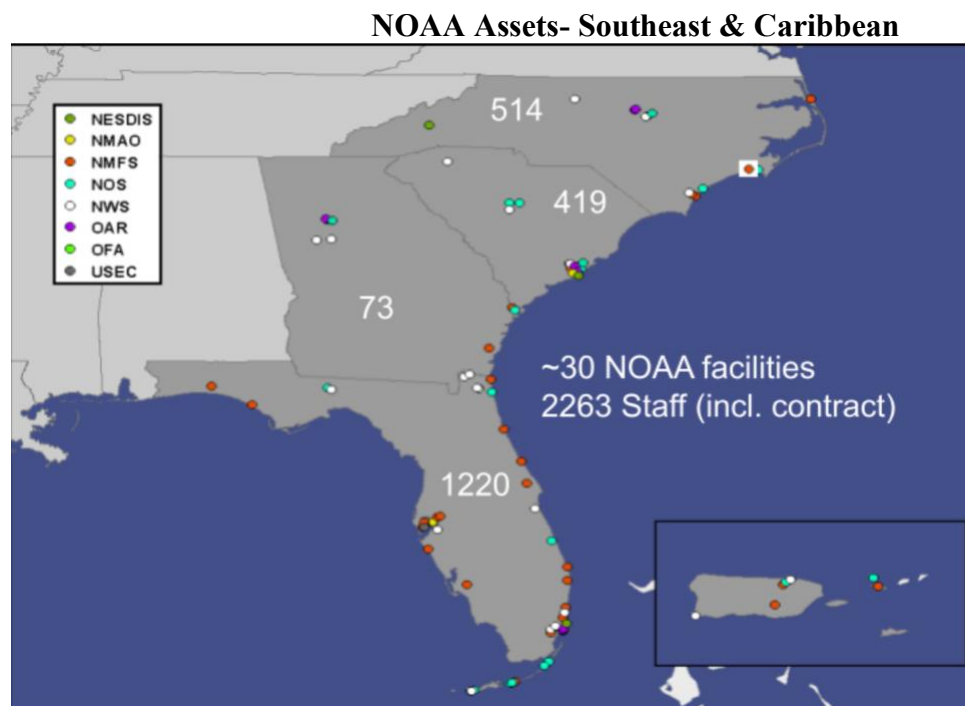 NOAA Assets- Southeast & Caribbean
NESDIS
NMAO
NMFS
NOS
NWS
OAR
OFA
USEC
514
419
73
~30 NOAA facilities
2263 Staff (incl. contract)
1220